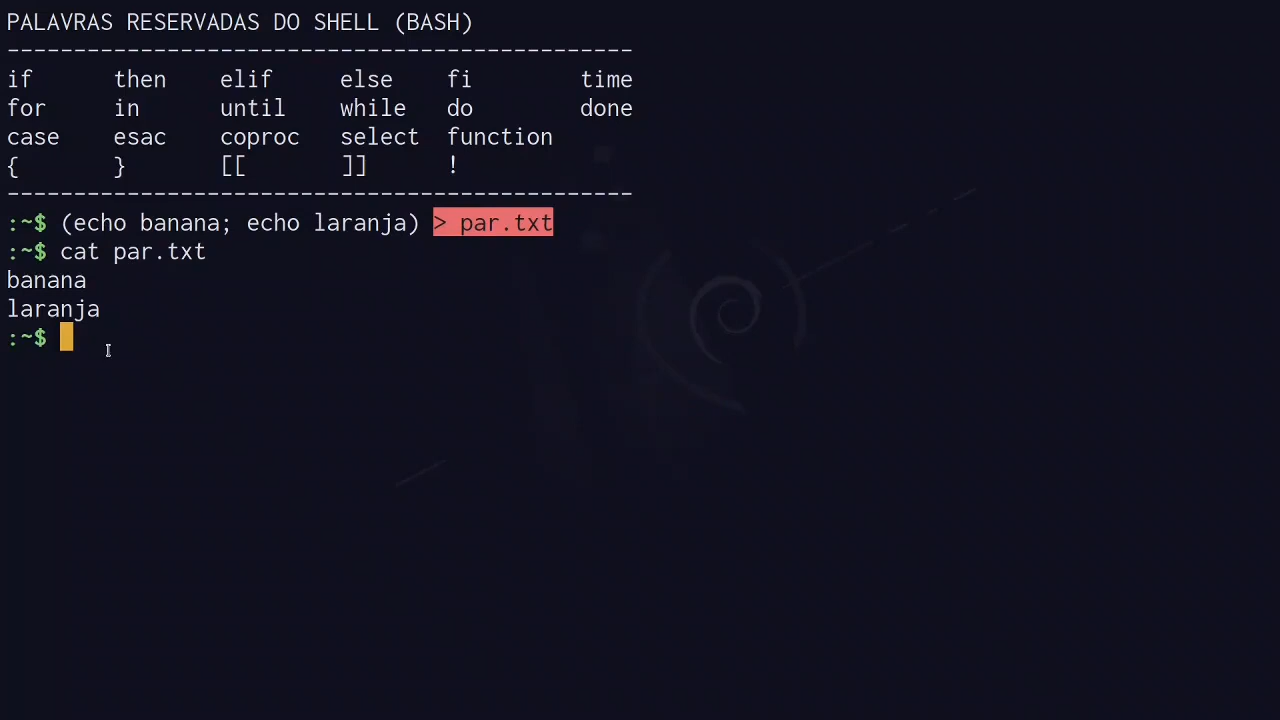 PALAVRAS RESERVADAS DO SHELL (BASH)
-----------------------------------------------
if then elif else fi time
for in until while do done
case esac coproc select function
{ } [[ ]] !
-----------------------------------------------
:~$ (echo banana; echo laranja) > par.txt
:~$ cat par.txt
banana
laranja
:~$